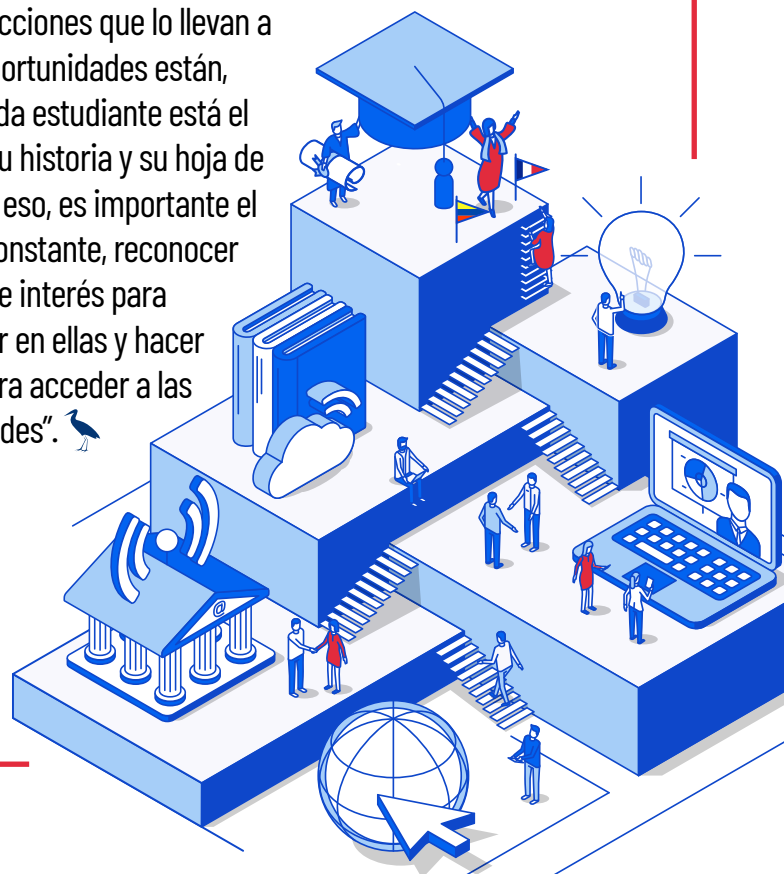 cciones que lo llevan a
ortunidades están,
da estudiante está el
u historia y su hoja de
eso, es importante el
onstante, reconocer
e interés para
r en ellas y hacer
ra acceder a las
des”.
@